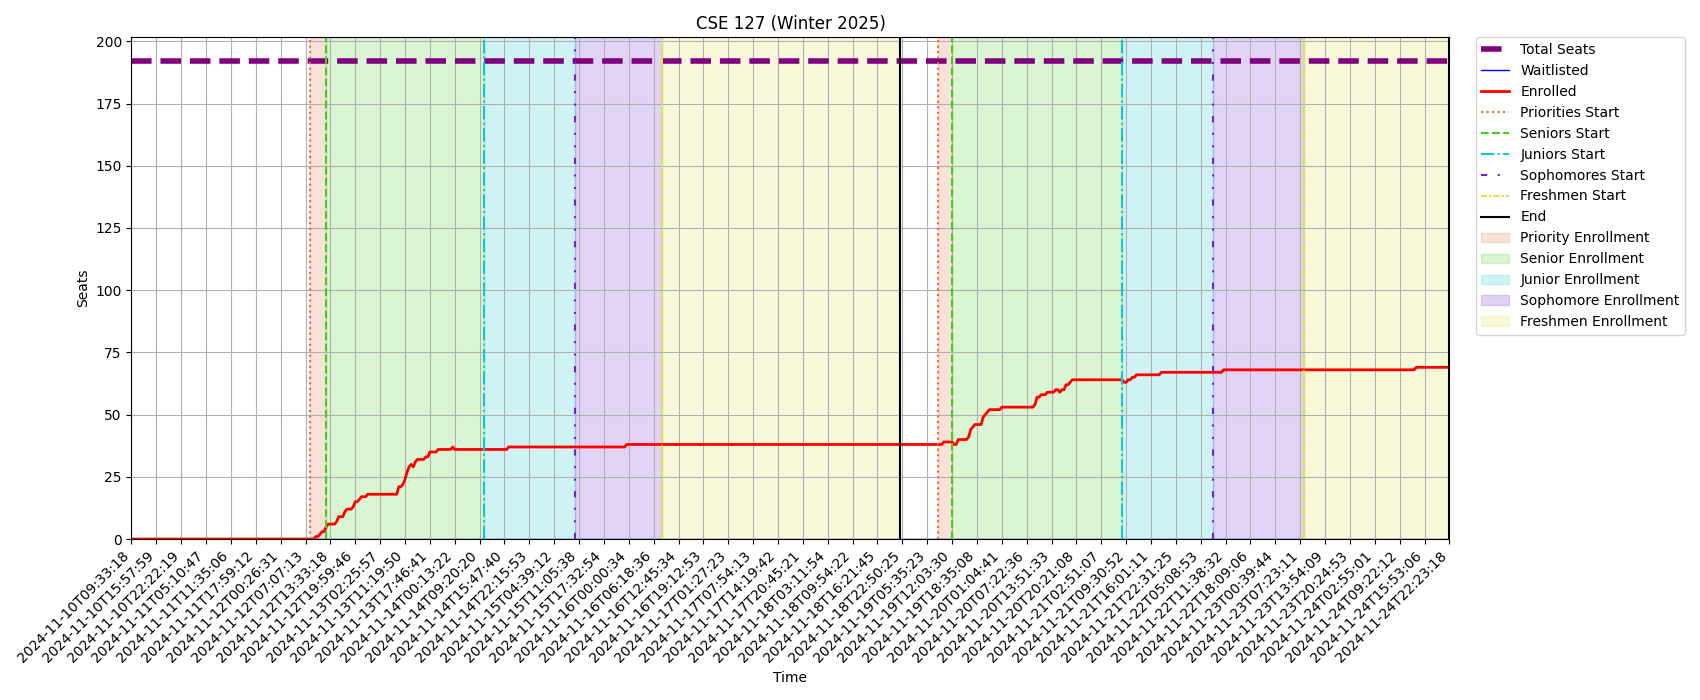 CSE 127 (Winter 2025)
Seats
200
175
150
125
100
75
50
25
0
2024-11-10T09:33:18
2024-11-10T15:57:59
2024-11-10T22:22:19
2024-11-11T05:10:47
2024-11-11T11:35:06
2024-11-11T17:59:12
2024-11-12T00:26:31
2024-11-12T07:07:13
2024-11-12T13:33:18
2024-11-12T19:59:46
2024-11-13T02:25:57
2024-11-13T11:19:50
2024-11-13T17:46:41
2024-11-14T00:13:22
2024-11-14T09:20:20
2024-11-14T15:47:40
2024-11-14T22:15:53
2024-11-15T04:39:12
2024-11-15T11:05:38
2024-11-15T17:32:54
2024-11-16T00:00:34
2024-11-16T06:18:36
2024-11-16T12:45:34
2024-11-16T19:12:53
2024-11-17T01:27:23
2024-11-17T07:54:13
2024-11-17T14:19:42
2024-11-17T20:45:21
2024-11-18T03:11:54
2024-11-18T09:54:22
2024-11-18T16:21:45
2024-11-18T22:50:25
2024-11-19T05:35:23
2024-11-19T12:03:30
2024-11-19T18:35:08
2024-11-20T01:04:41
2024-11-20T07:22:36
2024-11-20T13:51:33
2024-11-20T20:21:08
2024-11-21T02:51:07
2024-11-21T09:30:52
2024-11-21T16:01:11
2024-11-21T22:31:25
2024-11-22T05:08:53
2024-11-22T11:38:32
2024-11-22T18:09:06
2024-11-23T00:39:44
2024-11-23T07:23:11
2024-11-23T13:54:09
2024-11-23T20:24:53
2024-11-24T02:55:01
2024-11-24T09:22:12
2024-11-24T15:53:06
2024-11-24T22:23:18
Time
Total Seats
Waitlisted
Enrolled
Priorities Start
Seniors Start
Juniors Start
Sophomores Start
Freshmen Start
End
Priority Enrollment
Senior Enrollment
Junior Enrollment
Sophomore Enrollment
Freshmen Enrollment